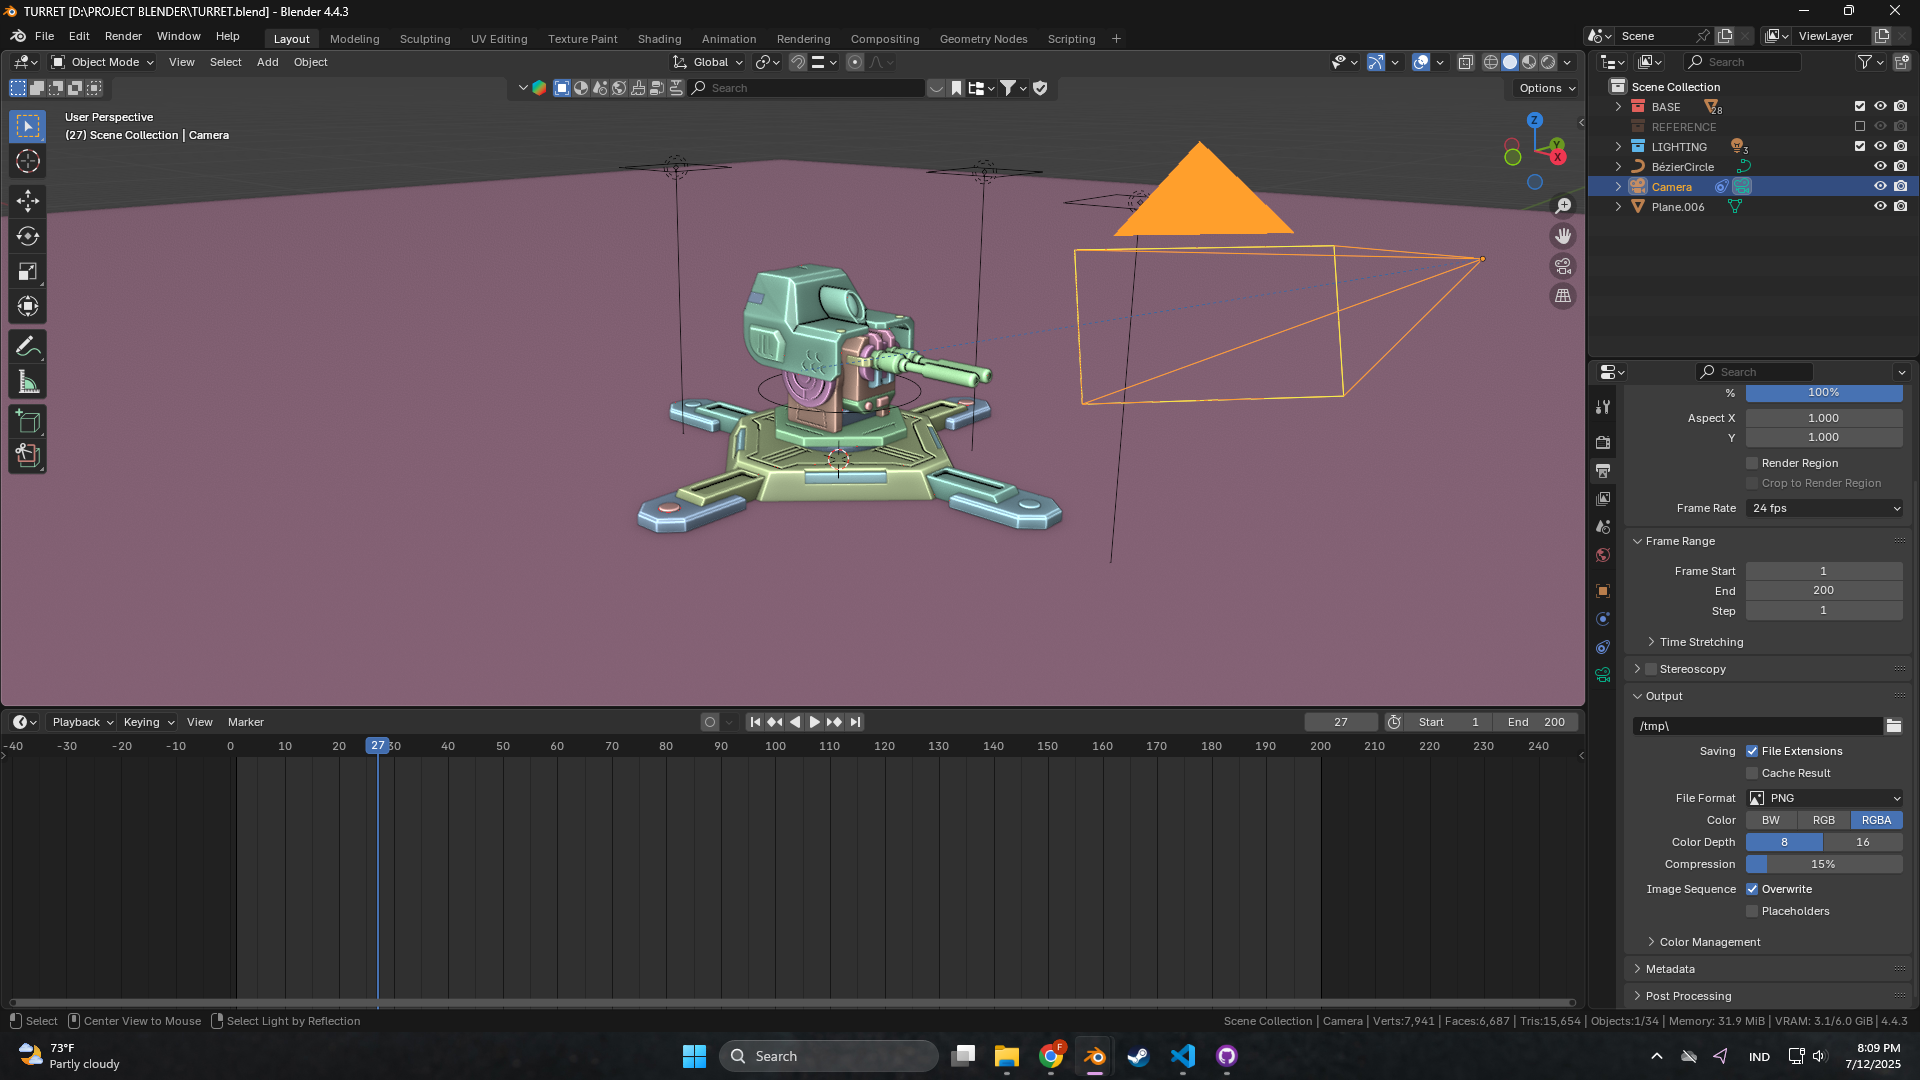 TURRET [D:\PROJECT BLENDER\TURRET.blend] - Blender 4.4.3
File Edit Render Window Help
Layout Modeling Sculpting UV Editing Texture Paint Shading Animation Rendering Compositing Geometry Nodes Scripting
Scene ViewLayer
Object Mode View Select Add Object
Global
Search
Search
Options
User Perspective
(27) Scene Collection | Camera
Z
Y
X
Scene Collection
BASE 28
REFERENCE
LIGHTING 3
BézierCircle
Camera
Plane.006
Search
% 100%
Aspect X 1.000
Y 1.000
Render Region
Crop to Render Region
Frame Rate 24 fps
Frame Range
Frame Start 1
End 200
Step 1
Time Stretching
Stereoscopy
Output
/tmp\
Saving File Extensions
Cache Result
File Format PNG
Color BW RGB RGBA
Color Depth 8 16
Compression 15%
Image Sequence Overwrite
Placeholders
Color Management
Metadata
Post Processing
Playback Keying View Marker
27 Start 1 End 200
-40 -30 -20 -10 0 10 20 27 30 40 50 60 70 80 90 100 110 120 130 140 150 160 170 180 190 200 210 220 230 240
Select Center View to Mouse Select Light by Reflection
Scene Collection | Camera | Verts:7,941 | Faces:6,687 | Tris:15,654 | Objects:1/34 | Memory: 31.9 MiB | VRAM: 3.1/6.0 GiB | 4.4.3
73°F
Partly cloudy
Search
F
IND
8:09 PM
7/12/2025